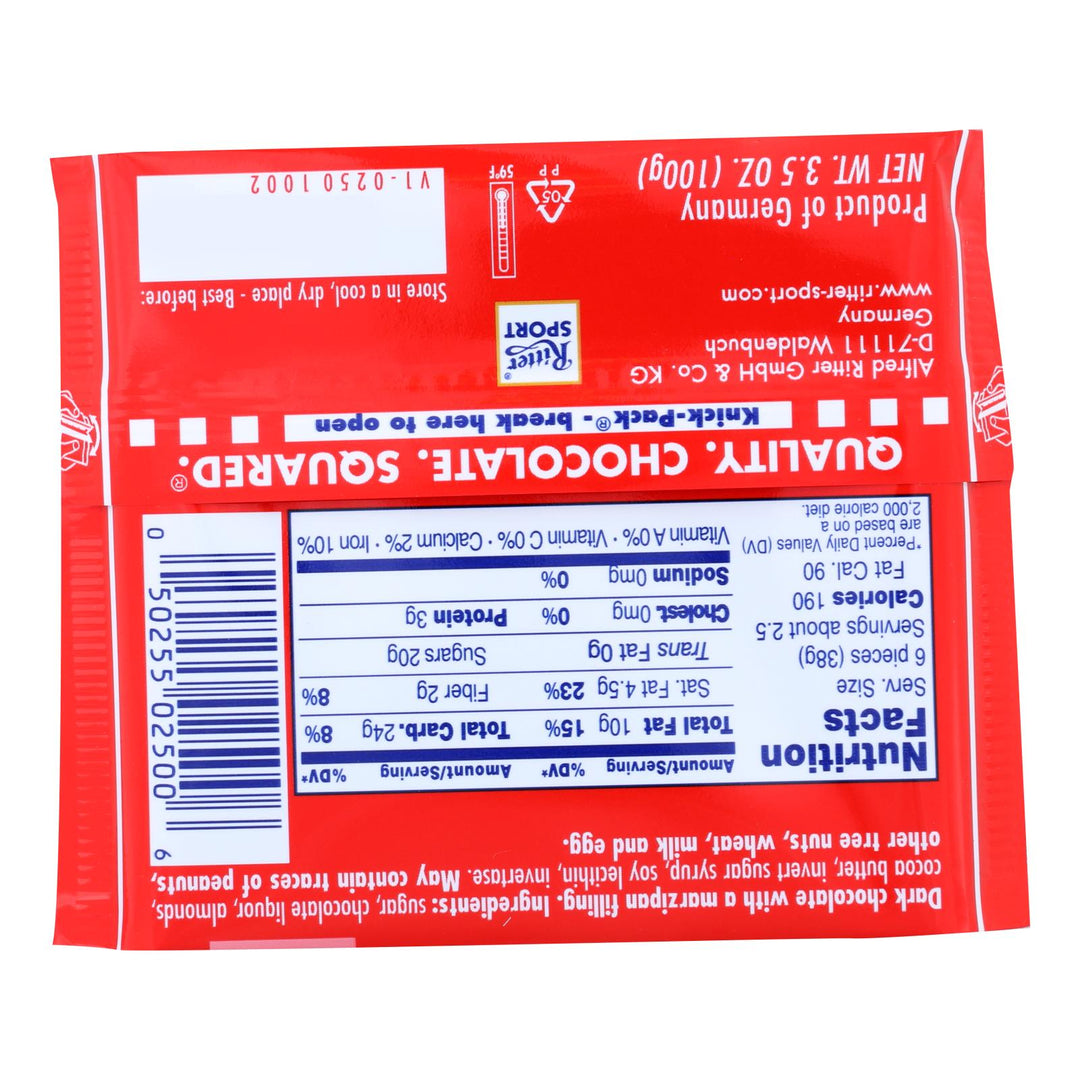 Dark chocolate with a marzipan filling. Ingredients: sugar, chocolate liquor, almonds,
cocoa butter, invert sugar syrup, soy lecithin, invertase. May contain traces of peanuts,
other tree nuts, wheat, milk and egg.
Nutrition
Facts
Serv. Size
6 pieces (38g)
Servings about 2.5
Calories 190
Fat Cal. 90
*Percent Daily Values (DV)
are based on a
2,000 calorie diet.
Amount/Serving %DV* Amount/Serving %DV*
Total Fat 10g 15% Total Carb. 24g 8%
Sat. Fat 4.5g 23% Fiber 2g 8%
Trans Fat 0g Sugars 20g
Cholest. 0mg 0% Protein 3g
Sodium 0mg 0%
Vitamin A 0% · Vitamin C 0% · Calcium 2% · Iron 10%
0 50255 02500 6
QUALITY. CHOCOLATE. SQUARED.®
Knick-Pack® - break here to open
Alfred Ritter GmbH & Co. KG
D-71111 Waldenbuch
Germany
www.ritter-sport.com
Ritter®
SPORT
Store in a cool, dry place - Best before:
V1-0250 1002
Product of Germany
NET WT. 3.5 OZ. (100g)
05
PP
59°F